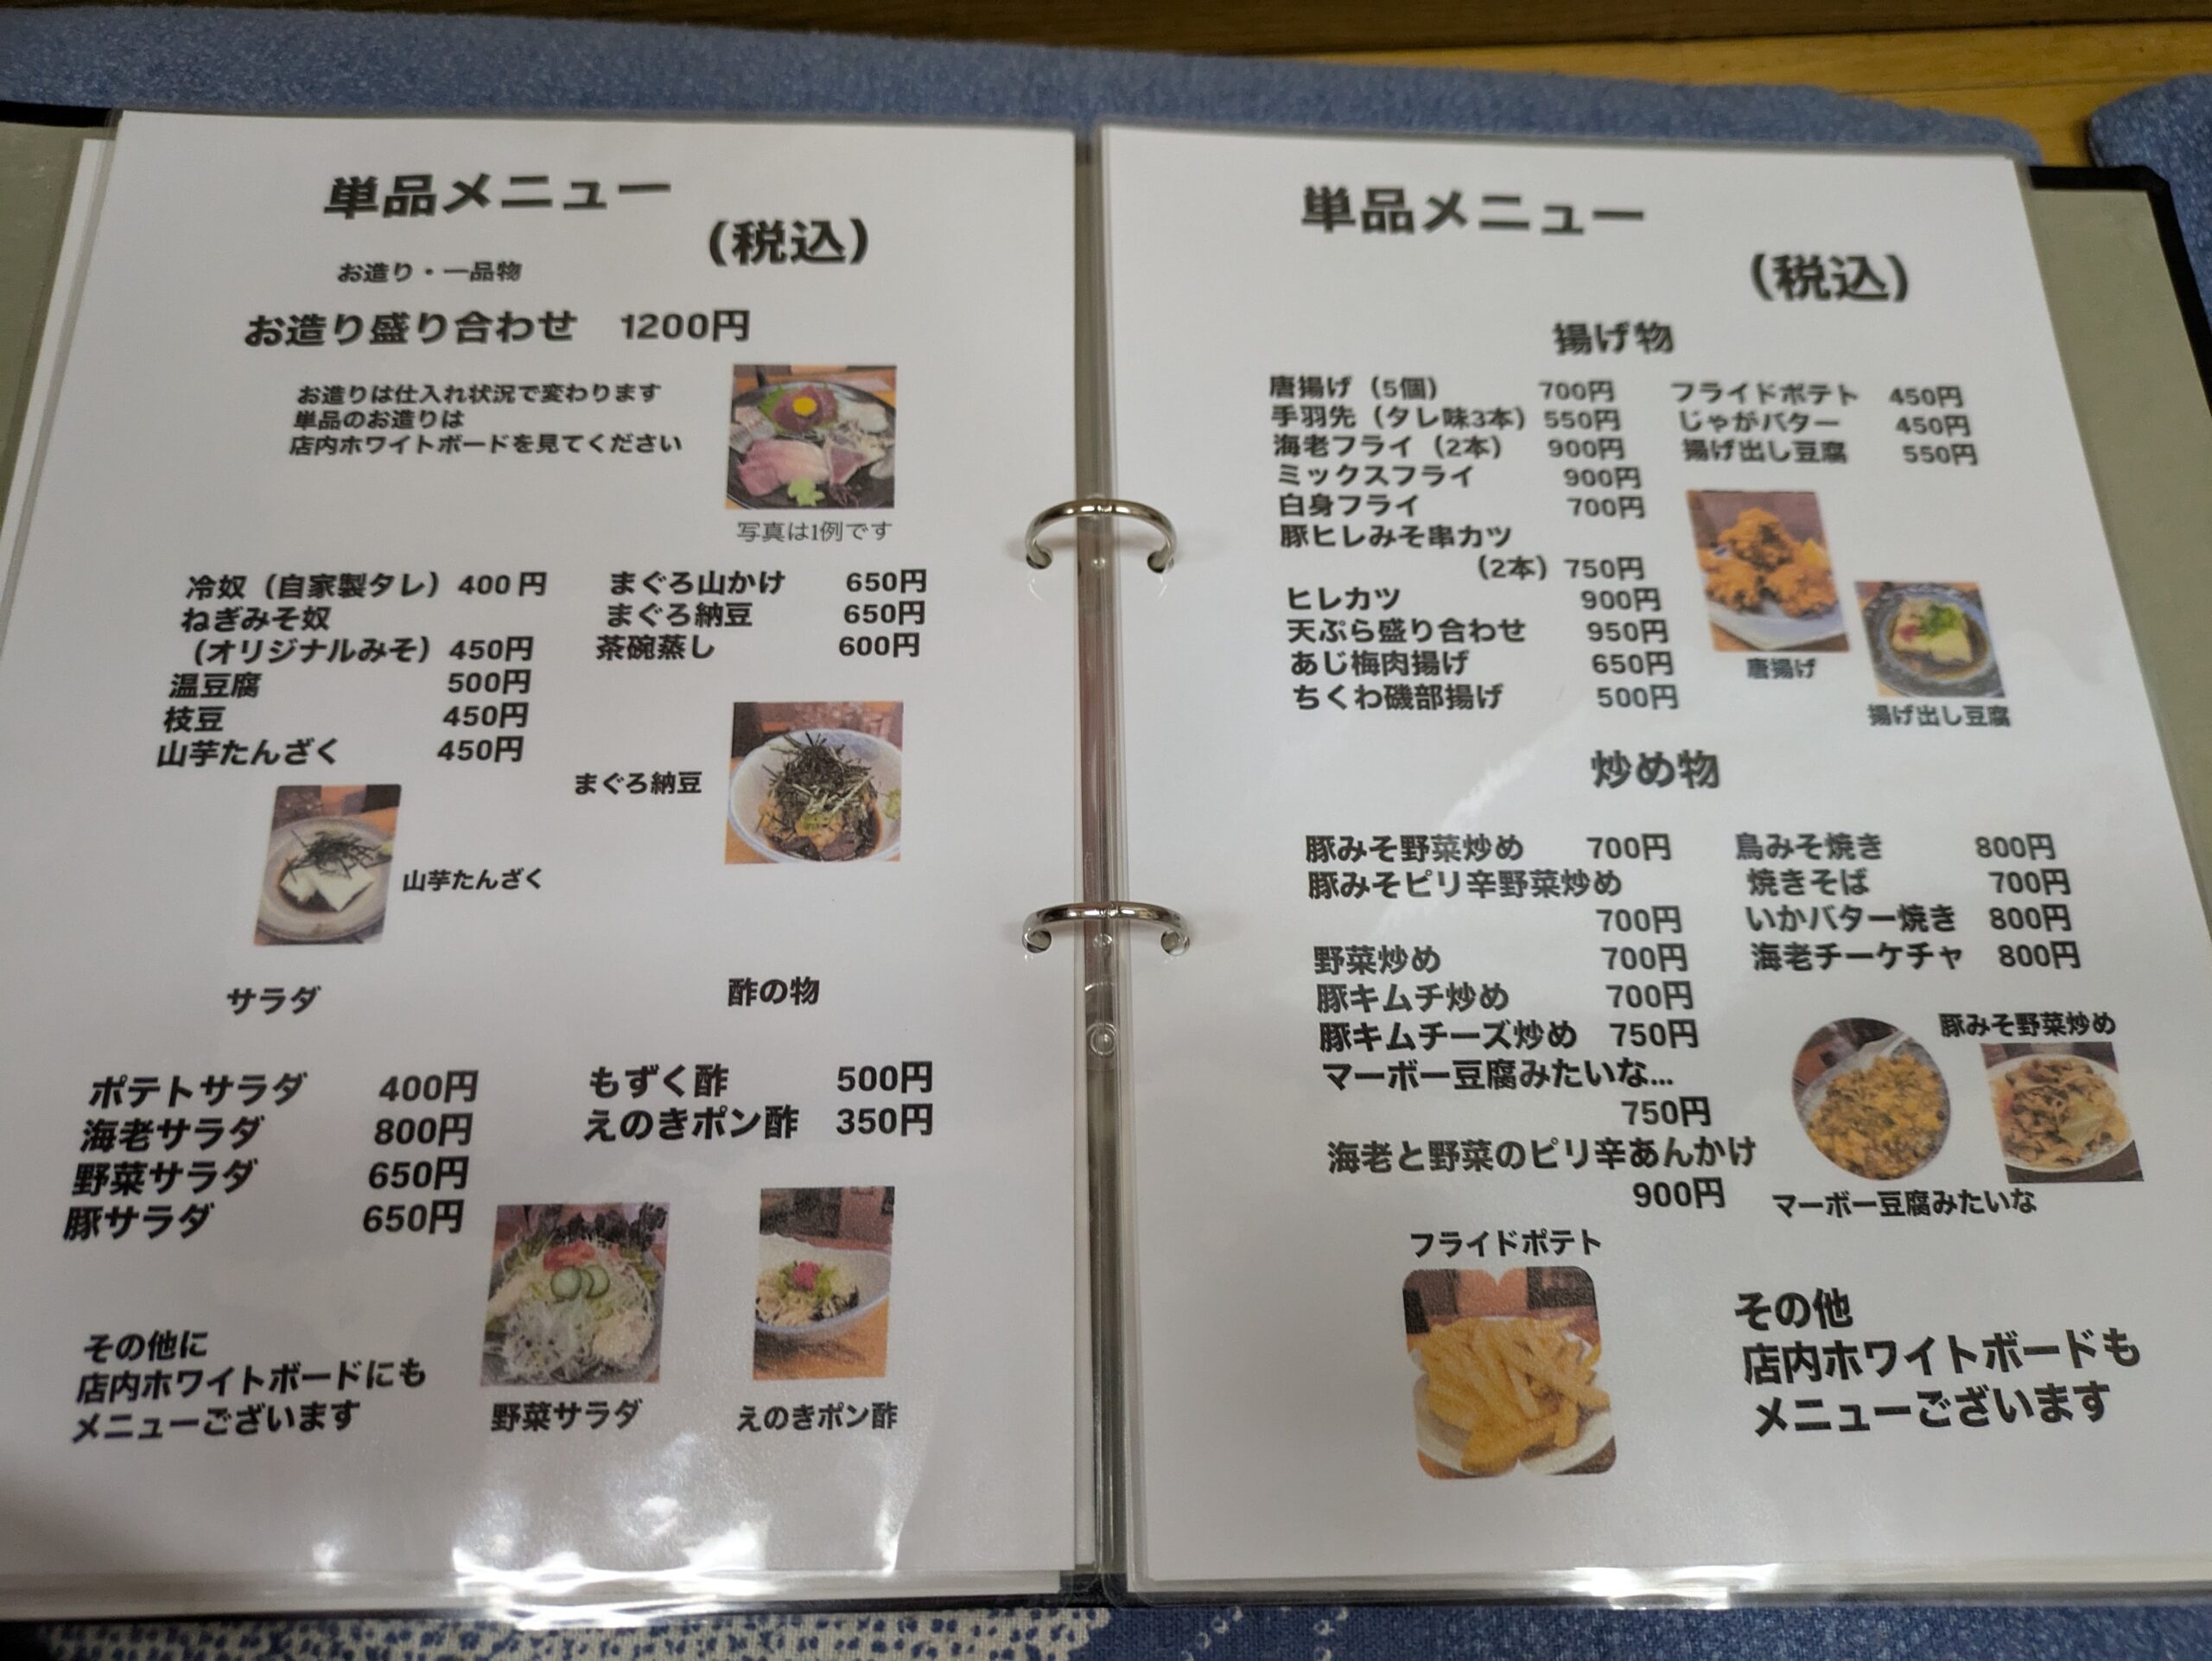 単品メニュー
（税込）
お造り・一品物
お造り盛り合わせ 1200円
お造りは仕入れ状況で変わります
単品のお造りは
店内ホワイトボードを見てください
写真は1例です
冷奴（自家製タレ）400円
ねぎみそ奴
（オリジナルみそ）450円
温豆腐 500円
枝豆 450円
山芋たんざく 450円
まぐろ山かけ 650円
まぐろ納豆 650円
茶碗蒸し 600円
まぐろ納豆
山芋たんざく
サラダ
ポテトサラダ 400円
海老サラダ 800円
野菜サラダ 650円
豚サラダ 650円
酢の物
もずく酢 500円
えのきポン酢 350円
その他に
店内ホワイトボードにも
メニューございます
野菜サラダ
えのきポン酢
単品メニュー
（税込）
揚げ物
唐揚げ（5個） 700円
手羽先（タレ味3本）550円
海老フライ（2本） 900円
ミックスフライ 900円
白身フライ 700円
豚ヒレみそ串カツ
（2本）750円
ヒレカツ 900円
天ぷら盛り合わせ 950円
あじ梅肉揚げ 650円
ちくわ磯部揚げ 500円
フライドポテト 450円
じゃがバター 450円
揚げ出し豆腐 550円
唐揚げ
揚げ出し豆腐
炒め物
豚みそ野菜炒め 700円
豚みそピリ辛野菜炒め
700円
野菜炒め 700円
豚キムチ炒め 700円
豚キムチーズ炒め 750円
マーボー豆腐みたいな...
750円
海老と野菜のピリ辛あんかけ
900円
鳥みそ焼き 800円
焼きそば 700円
いかバター焼き 800円
海老チーケチャ 800円
豚みそ野菜炒め
マーボー豆腐みたいな
フライドポテト
その他
店内ホワイトボードも
メニューございます